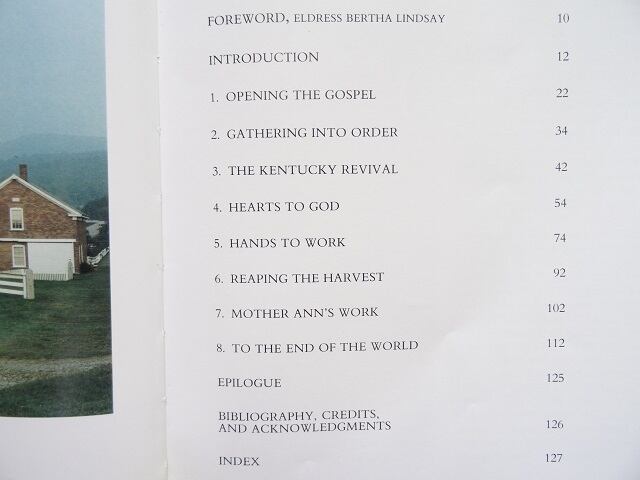 FOREWORD, ELDRESS BERTHA LINDSAY 10
INTRODUCTION 12
1. OPENING THE GOSPEL 22
2. GATHERING INTO ORDER 34
3. THE KENTUCKY REVIVAL 42
4. HEARTS TO GOD 54
5. HANDS TO WORK 74
6. REAPING THE HARVEST 92
7. MOTHER ANN'S WORK 102
8. TO THE END OF THE WORLD 112
EPILOGUE 125
BIBLIOGRAPHY, CREDITS,
AND ACKNOWLEDGMENTS 126
INDEX 127